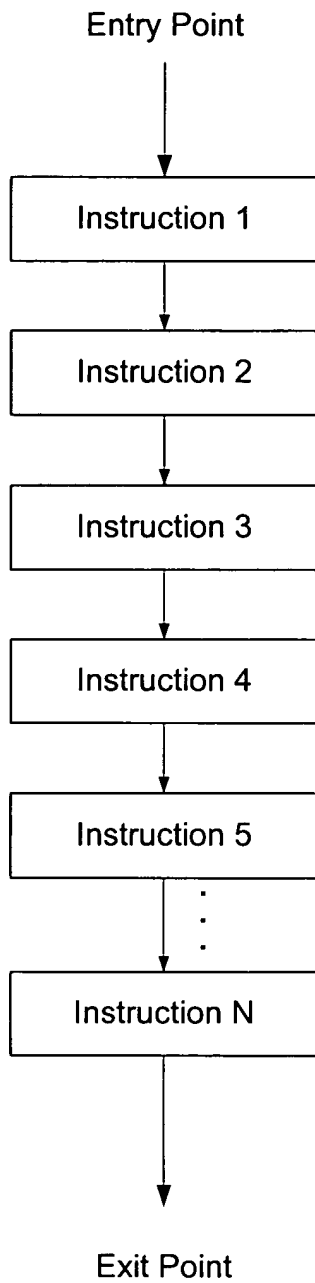 Entry Point
Instruction 1
Instruction 2
Instruction 3
Instruction 4
Instruction 5
.
.
.
Instruction N
Exit Point